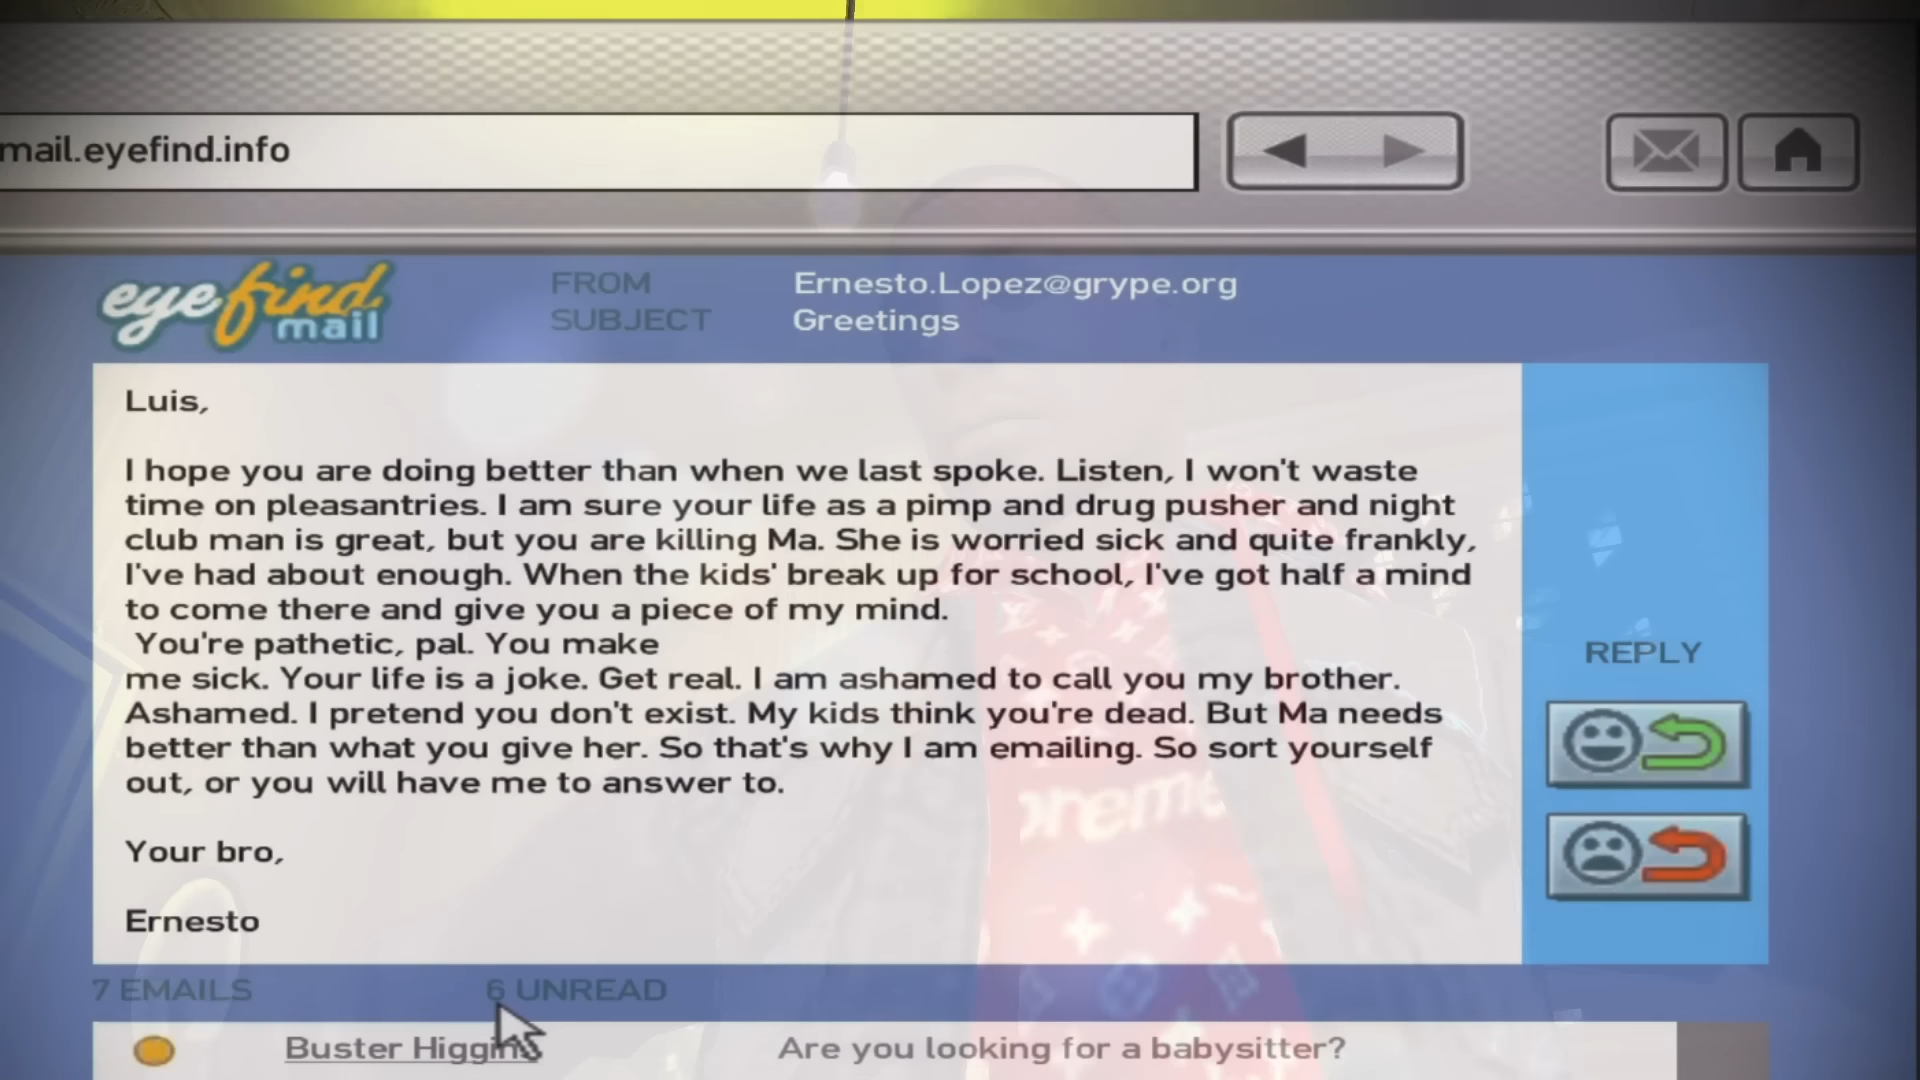 mail.eyefind.info
eyefind mail
FROM Ernesto.Lopez@grype.org
SUBJECT Greetings
Luis,
I hope you are doing better than when we last spoke. Listen, I won't waste
time on pleasantries. I am sure your life as a pimp and drug pusher and night
club man is great, but you are killing Ma. She is worried sick and quite frankly,
I've had about enough. When the kids' break up for school, I've got half a mind
to come there and give you a piece of my mind.
You're pathetic, pal. You make
me sick. Your life is a joke. Get real. I am ashamed to call you my brother.
Ashamed. I pretend you don't exist. My kids think you're dead. But Ma needs
better than what you give her. So that's why I am emailing. So sort yourself
out, or you will have me to answer to.
Your bro,
Ernesto
REPLY
7 EMAILS 6 UNREAD
Buster Higgins Are you looking for a babysitter?